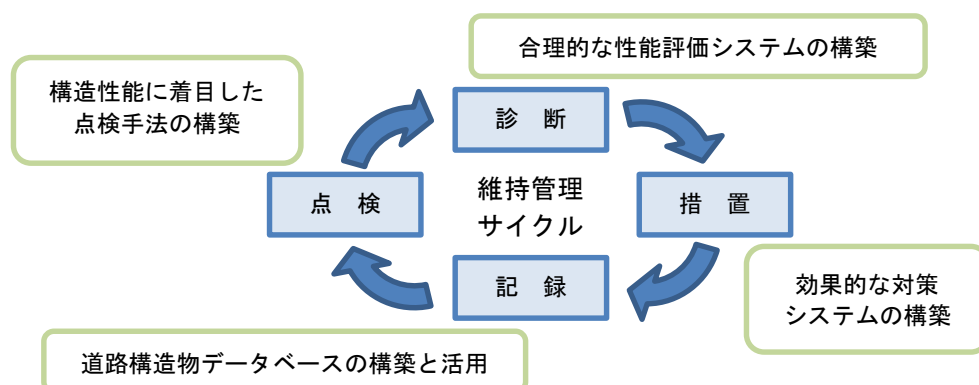 合理的な性能評価システムの構築
構造性能に着目した
点検手法の構築
診 断
点 検
維持管理
サイクル
措 置
記 録
効果的な対策
システムの構築
道路構造物データベースの構築と活用